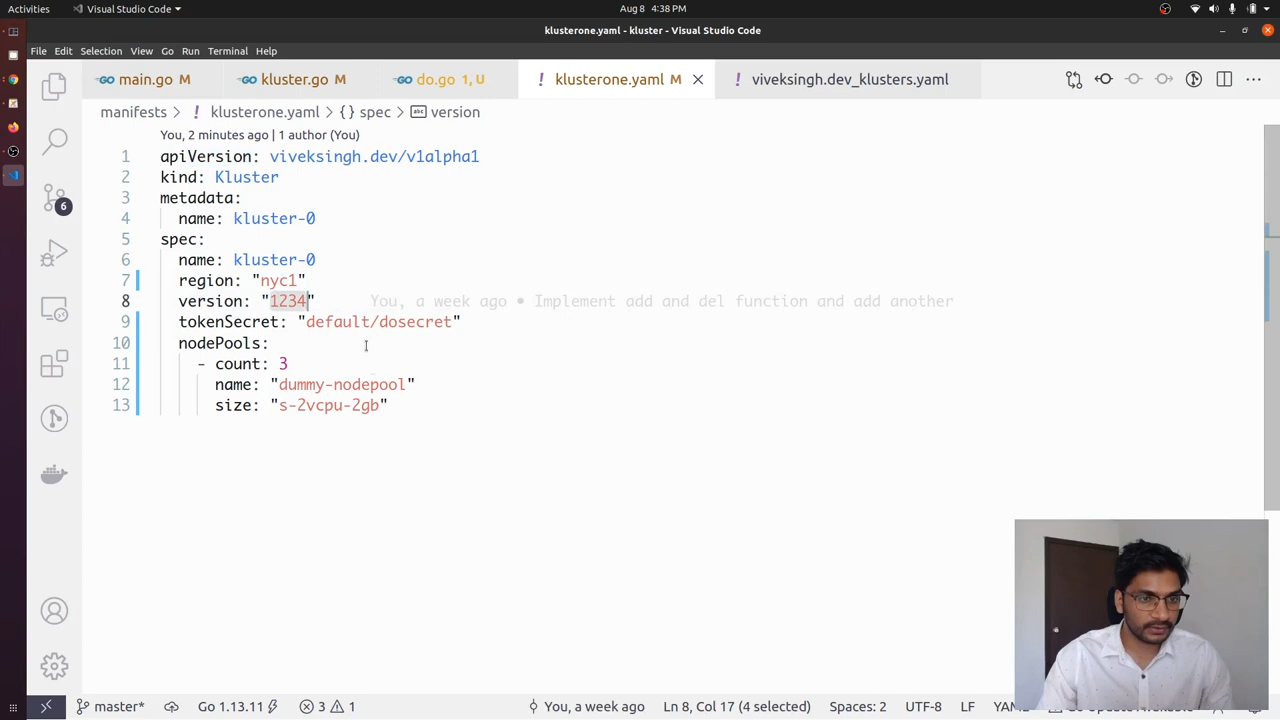 Activities
Visual Studio Code
Aug 8 4:38 PM
klusterone.yaml - kluster - Visual Studio Code
File Edit Selection View Go Run Terminal Help
main.go M
kluster.go M
do.go 1, U
! klusterone.yaml M
! viveksingh.dev_klusters.yaml
manifests > ! klusterone.yaml > {} spec > abc version
You, 2 minutes ago | 1 author (You)
1 apiVersion: viveksingh.dev/v1alpha1
2 kind: Kluster
3 metadata:
4 name: kluster-0
5 spec:
6 name: kluster-0
7 region: "nyc1"
8 version: "1234" You, a week ago • Implement add and del function and add another
9 tokenSecret: "default/dosecret"
10 nodePools:
11 - count: 3
12 name: "dummy-nodepool"
13 size: "s-2vcpu-2gb"
6
master* Go 1.13.11 3 1 You, a week ago Ln 8, Col 17 (4 selected) Spaces: 2 UTF-8 LF